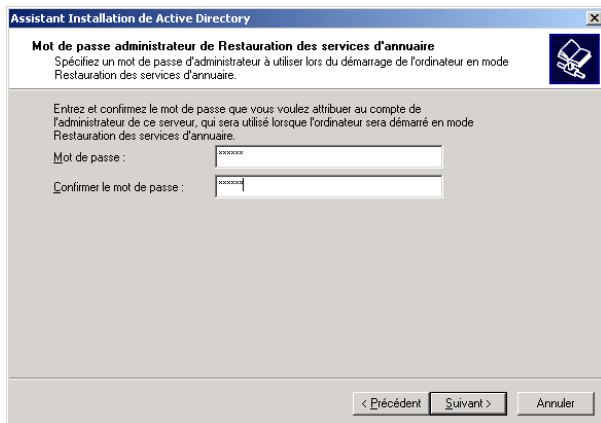 Assistant Installation de Active Directory
Mot de passe administrateur de Restauration des services d'annuaire
Spécifiez un mot de passe d'administrateur à utiliser lors du démarrage de l'ordinateur en mode
Restauration des services d'annuaire.
Entrez et confirmez le mot de passe que vous voulez attribuer au compte de
l'administrateur de ce serveur, qui sera utilisé lorsque l'ordinateur sera démarré en mode
Restauration des services d'annuaire.
Mot de passe : xxxxxx
Confirmer le mot de passe : xxxxxx
< Précédent Suivant > Annuler